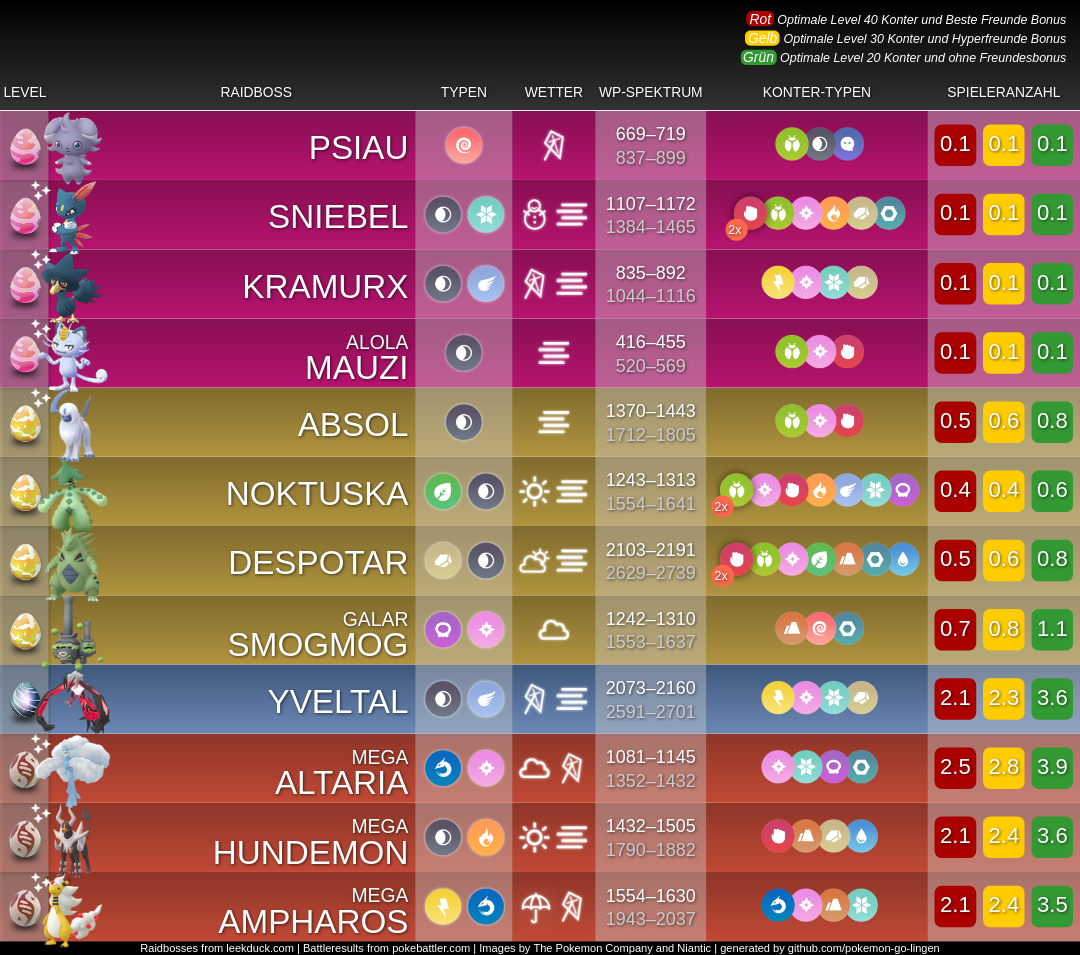 Rot Optimale Level 40 Konter und Beste Freunde Bonus
Gelb Optimale Level 30 Konter und Hyperfreunde Bonus
Grün Optimale Level 20 Konter und ohne Freundesbonus
LEVEL RAIDBOSS TYPEN WETTER WP-SPEKTRUM KONTER-TYPEN SPIELERANZAHL
PSIAU 669–719 0.1 0.1 0.1
837–899
SNIEBEL 1107–1172 0.1 0.1 0.1
1384–1465 2x
KRAMURX 835–892 0.1 0.1 0.1
1044–1116
ALOLA 416–455
MAUZI 520–569 0.1 0.1 0.1
ABSOL 1370–1443 0.5 0.6 0.8
1712–1805
NOKTUSKA 1243–1313 0.4 0.4 0.6
1554–1641 2x
DESPOTAR 2103–2191 0.5 0.6 0.8
2629–2739 2x
GALAR 1242–1310
SMOGMOG 1553–1637 0.7 0.8 1.1
YVELTAL 2073–2160 2.1 2.3 3.6
2591–2701
MEGA 1081–1145
ALTARIA 1352–1432 2.5 2.8 3.9
MEGA 1432–1505
HUNDEMON 1790–1882 2.1 2.4 3.6
MEGA 1554–1630
AMPHAROS 1943–2037 2.1 2.4 3.5
Raidbosses from leekduck.com | Battleresults from pokebattler.com | Images by The Pokemon Company and Niantic | generated by github.com/pokemon-go-lingen